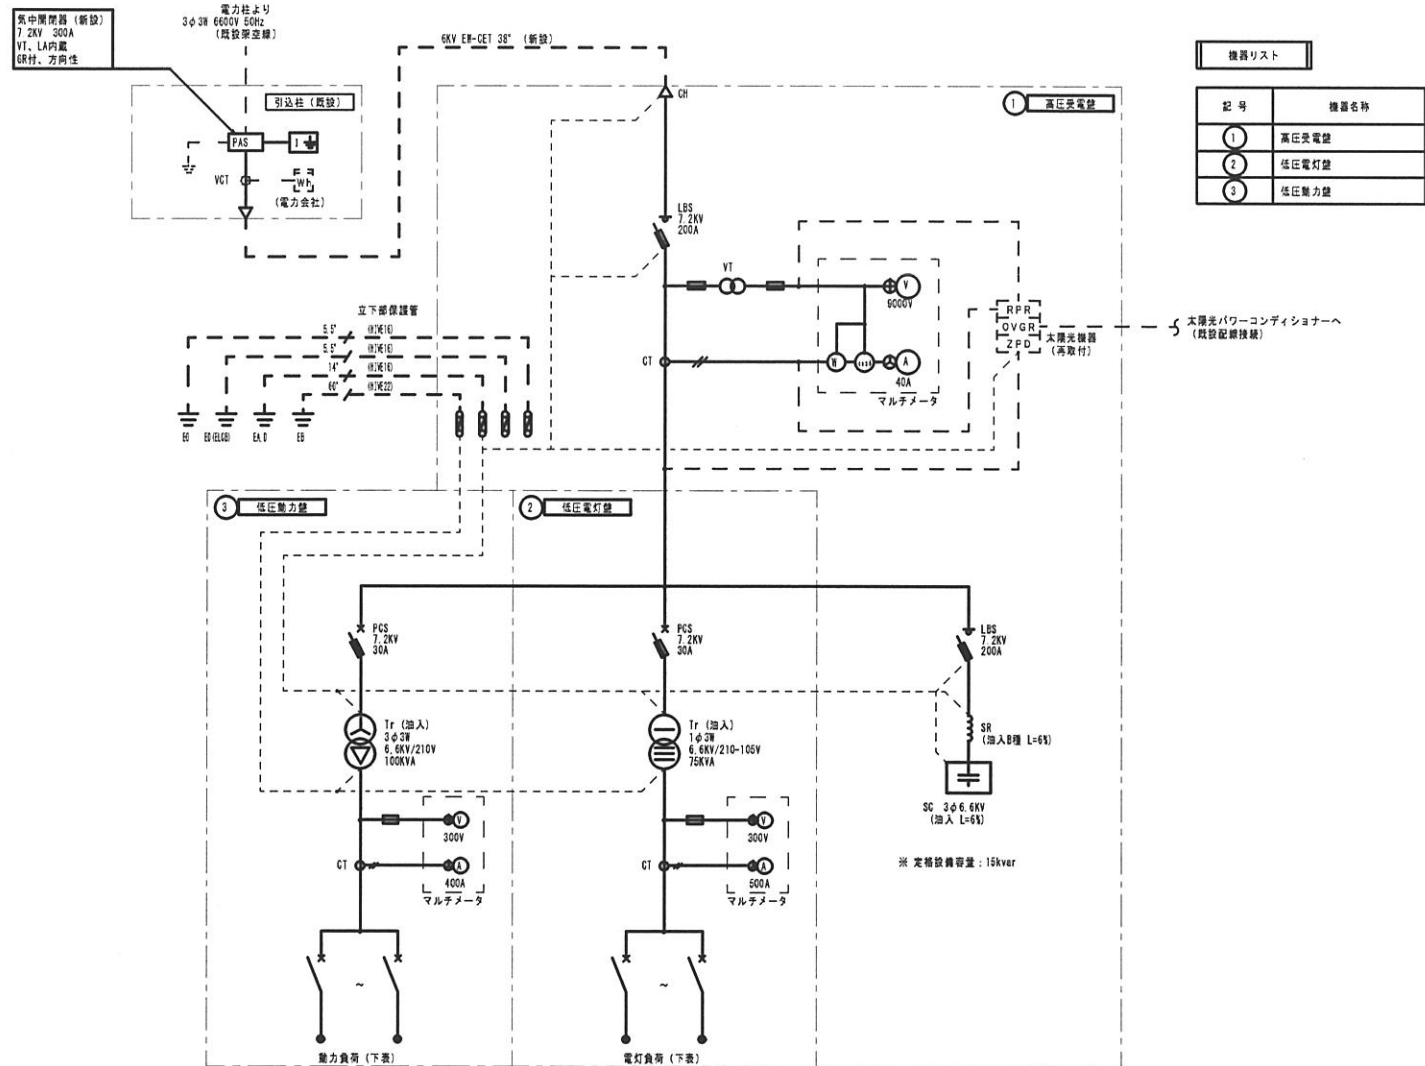 気中開閉器 (新設)
7.2KV 300A
VT、LA内蔵
GR付、方向性
電力柱より
3φ3W 6600V 50Hz
(既設架空線)
引込柱 (既設)
PAS
I
VCT
Wh
(電力会社)
6KV EM-CET 38° (新設)
CH
1 高圧受電盤
機器リスト
記 号 機器名称
1 高圧受電盤
2 低圧電灯盤
3 低圧動力盤
LBS
7.2KV
200A
VT
V
9000V
CT
W
A
40A
マルチメータ
RPR
OVGR
ZPD
太陽光機器
(再取付)
太陽光パワーコンディショナーへ
(既設配線接続)
立下部保護管
5.5° (HIVE16)
5.5° (HIVE16)
14° (HIVE16)
60° (HIVE22)
ED(ELCB)
EA.D
EB
3 低圧動力盤
2 低圧電灯盤
PCS
7.2KV
30A
PCS
7.2KV
30A
LBS
7.2KV
200A
Tr (油入)
3φ3W
6.6KV/210V
100KVA
Tr (油入)
1φ3W
6.6KV/210-105V
75KVA
SR
(油入B種 L=6%)
SC 3φ6.6KV
(油入 L=6%)
※ 定格設備容量：15kvar
V
300V
CT
A
400A
マルチメータ
V
300V
CT
A
500A
マルチメータ
~
~
動力負荷 (下表)
電灯負荷 (下表)